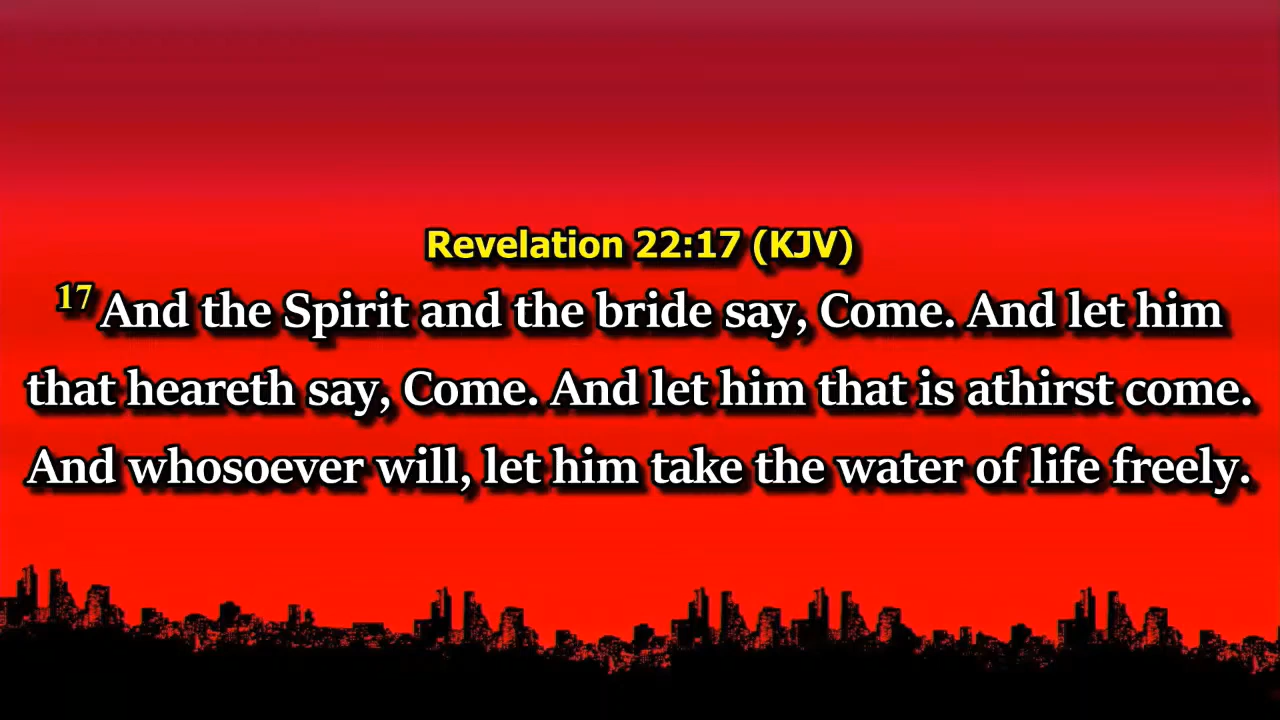 Revelation 22:17 (KJV)
17 And the Spirit and the bride say, Come. And let him
that heareth say, Come. And let him that is athirst come.
And whosoever will, let him take the water of life freely.